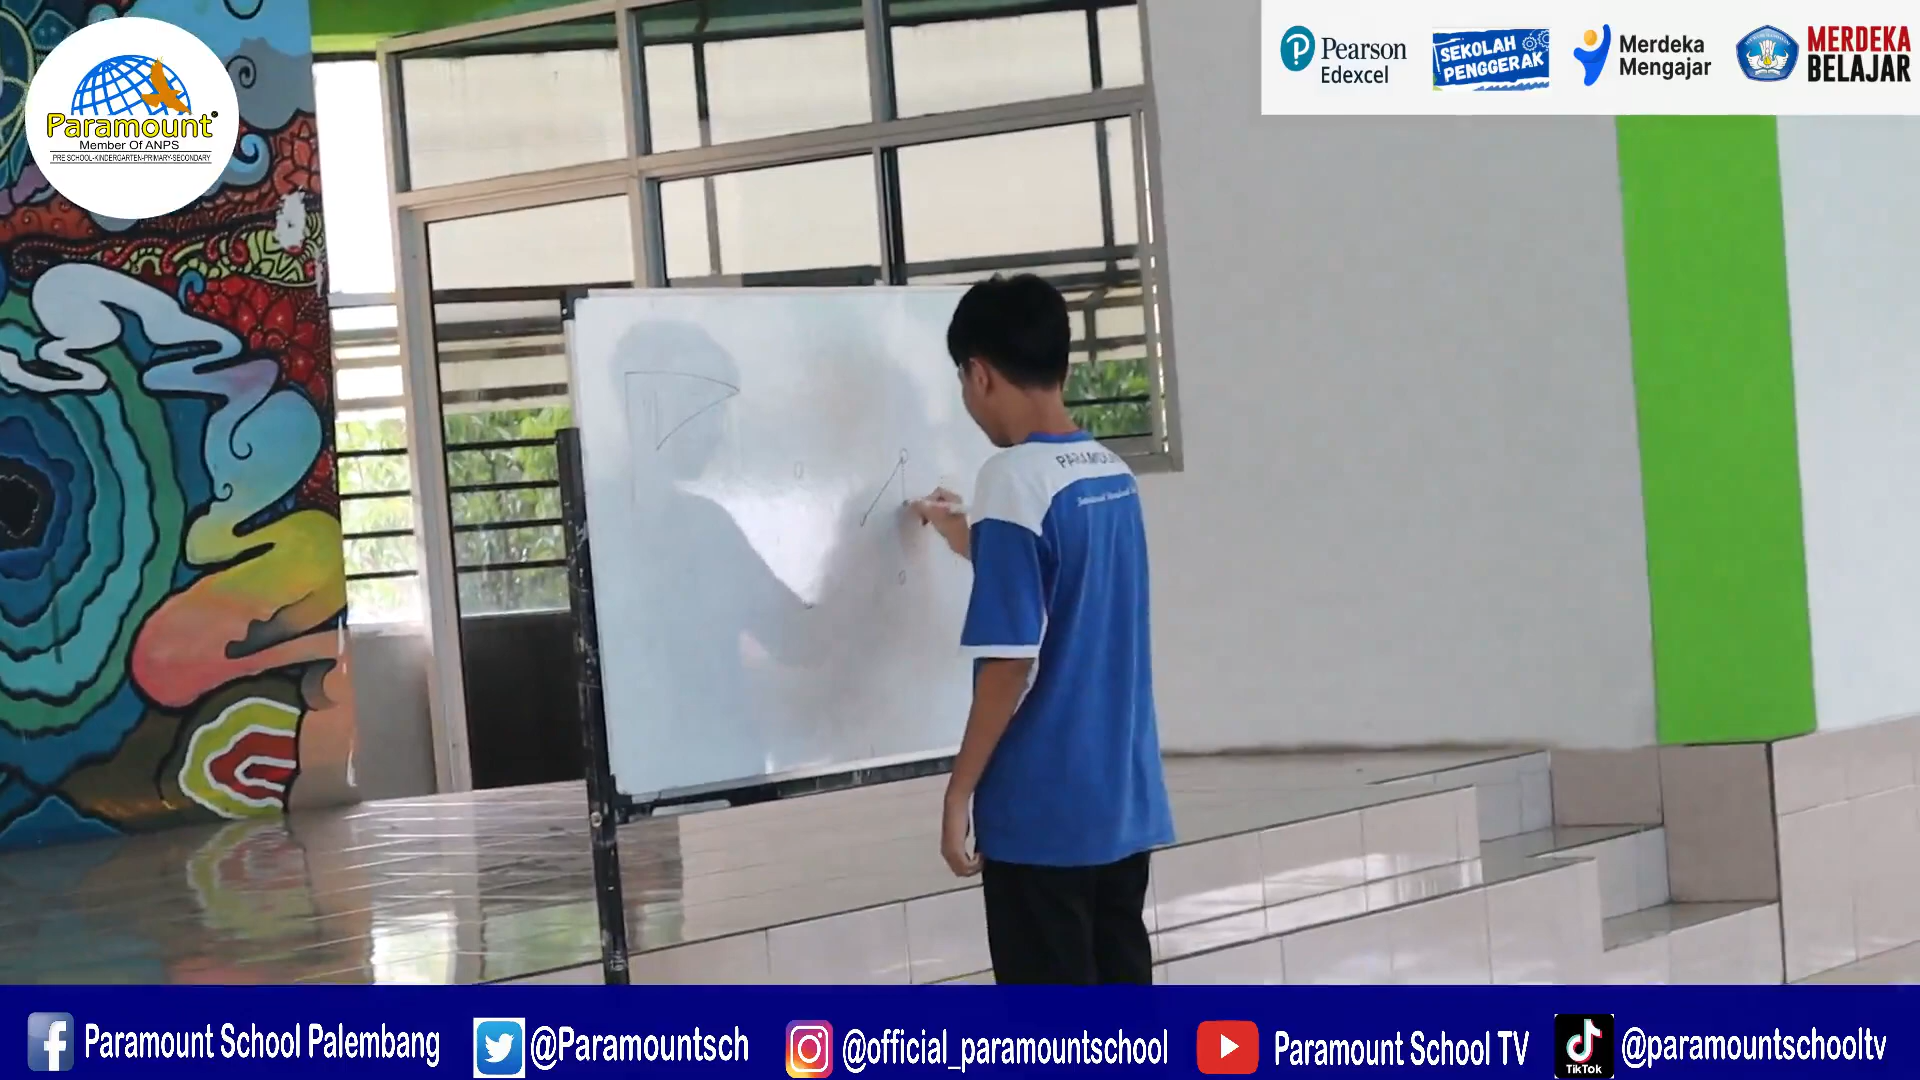 Paramount
Member Of ANPS
PRE SCHOOL-KINDERGARTEN-PRIMARY-SECONDARY
Pearson
Edexcel
SEKOLAH
PENGGERAK
Merdeka
Mengajar
MERDEKA
BELAJAR
Paramount School Palembang
@Paramountsch
@official_paramountschool
Paramount School TV
TikTok
@paramountschooltv